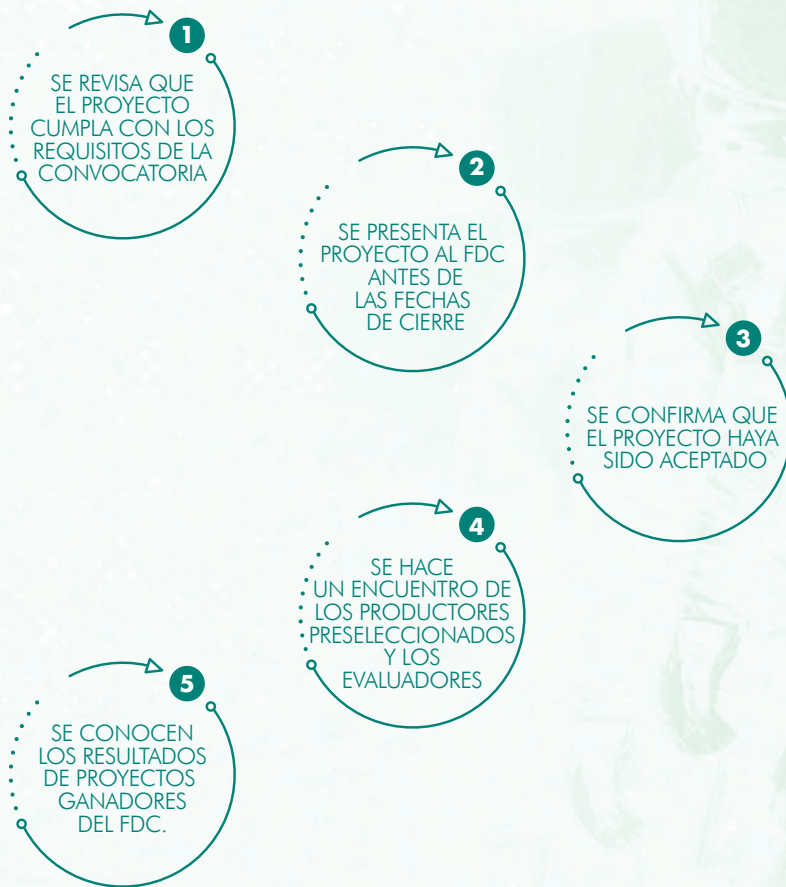 1
SE REVISA QUE
EL PROYECTO
CUMPLA CON LOS
REQUISITOS DE LA
CONVOCATORIA
2
SE PRESENTA EL
PROYECTO AL FDC
ANTES DE
LAS FECHAS
DE CIERRE
3
SE CONFIRMA QUE
EL PROYECTO HAYA
SIDO ACEPTADO
4
SE HACE
UN ENCUENTRO DE
LOS PRODUCTORES
PRESELECCIONADOS
Y LOS
EVALUADORES
5
SE CONOCEN
LOS RESULTADOS
DE PROYECTOS
GANADORES
DEL FDC.